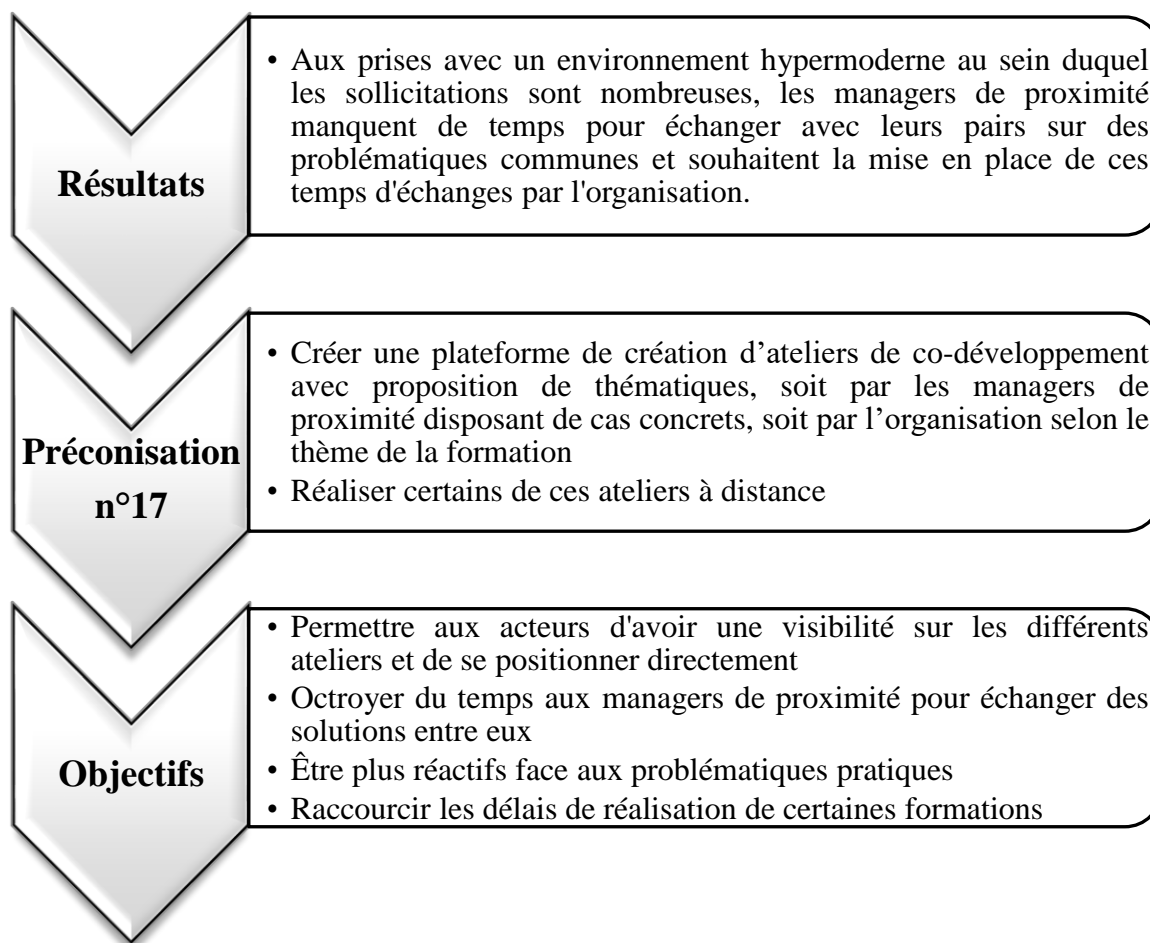 Résultats
• Aux prises avec un environnement hypermoderne au sein duquel
les sollicitations sont nombreuses, les managers de proximité
manquent de temps pour échanger avec leurs pairs sur des
problématiques communes et souhaitent la mise en place de ces
temps d'échanges par l'organisation.
Préconisation
n°17
• Créer une plateforme de création d’ateliers de co-développement
avec proposition de thématiques, soit par les managers de
proximité disposant de cas concrets, soit par l’organisation selon le
thème de la formation
• Réaliser certains de ces ateliers à distance
Objectifs
• Permettre aux acteurs d'avoir une visibilité sur les différents
ateliers et de se positionner directement
• Octroyer du temps aux managers de proximité pour échanger des
solutions entre eux
• Être plus réactifs face aux problématiques pratiques
• Raccourcir les délais de réalisation de certaines formations